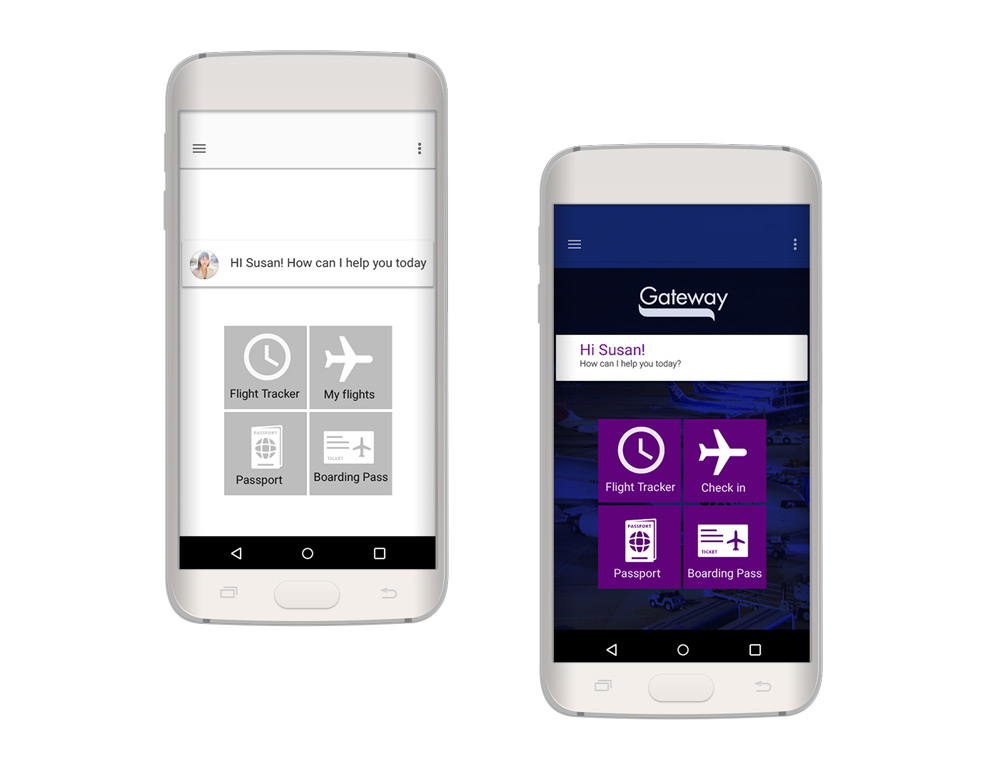 HI Susan! How can I help you today
Flight Tracker
My flights
PASSPORT
Passport
TICKET
Boarding Pass
Gateway
Hi Susan!
How can I help you today?
Flight Tracker
Check in
PASSPORT
Passport
TICKET
Boarding Pass